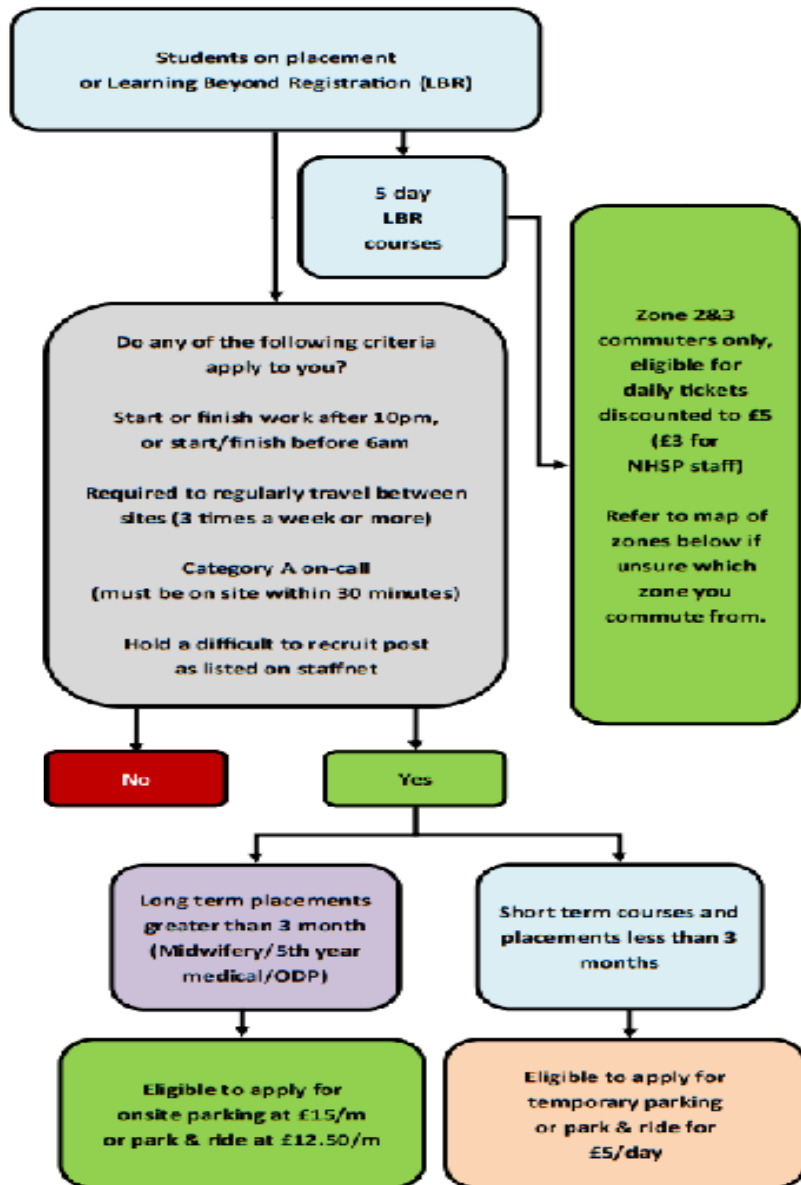 Students on placement
or Learning Beyond Registration (LBR)
5 day
LBR
courses
Zone 2&3
commuters only,
eligible for
daily tickets
discounted to £5
(£3 for
NHSP staff)
Refer to map of
zones below if
unsure which
zone you
commute from.
Do any of the following criteria
apply to you?
Start or finish work after 10pm,
or start/finish before 6am
Required to regularly travel between
sites (3 times a week or more)
Category A on-call
(must be on site within 30 minutes)
Hold a difficult to recruit post
as listed on staffnet
No
Yes
Long term placements
greater than 3 month
(Midwifery/5th year
medical/ODP)
Short term courses and
placements less than 3
months
Eligible to apply for
onsite parking at £15/m
or park & ride at £12.50/m
Eligible to apply for
temporary parking
or park & ride for
£5/day